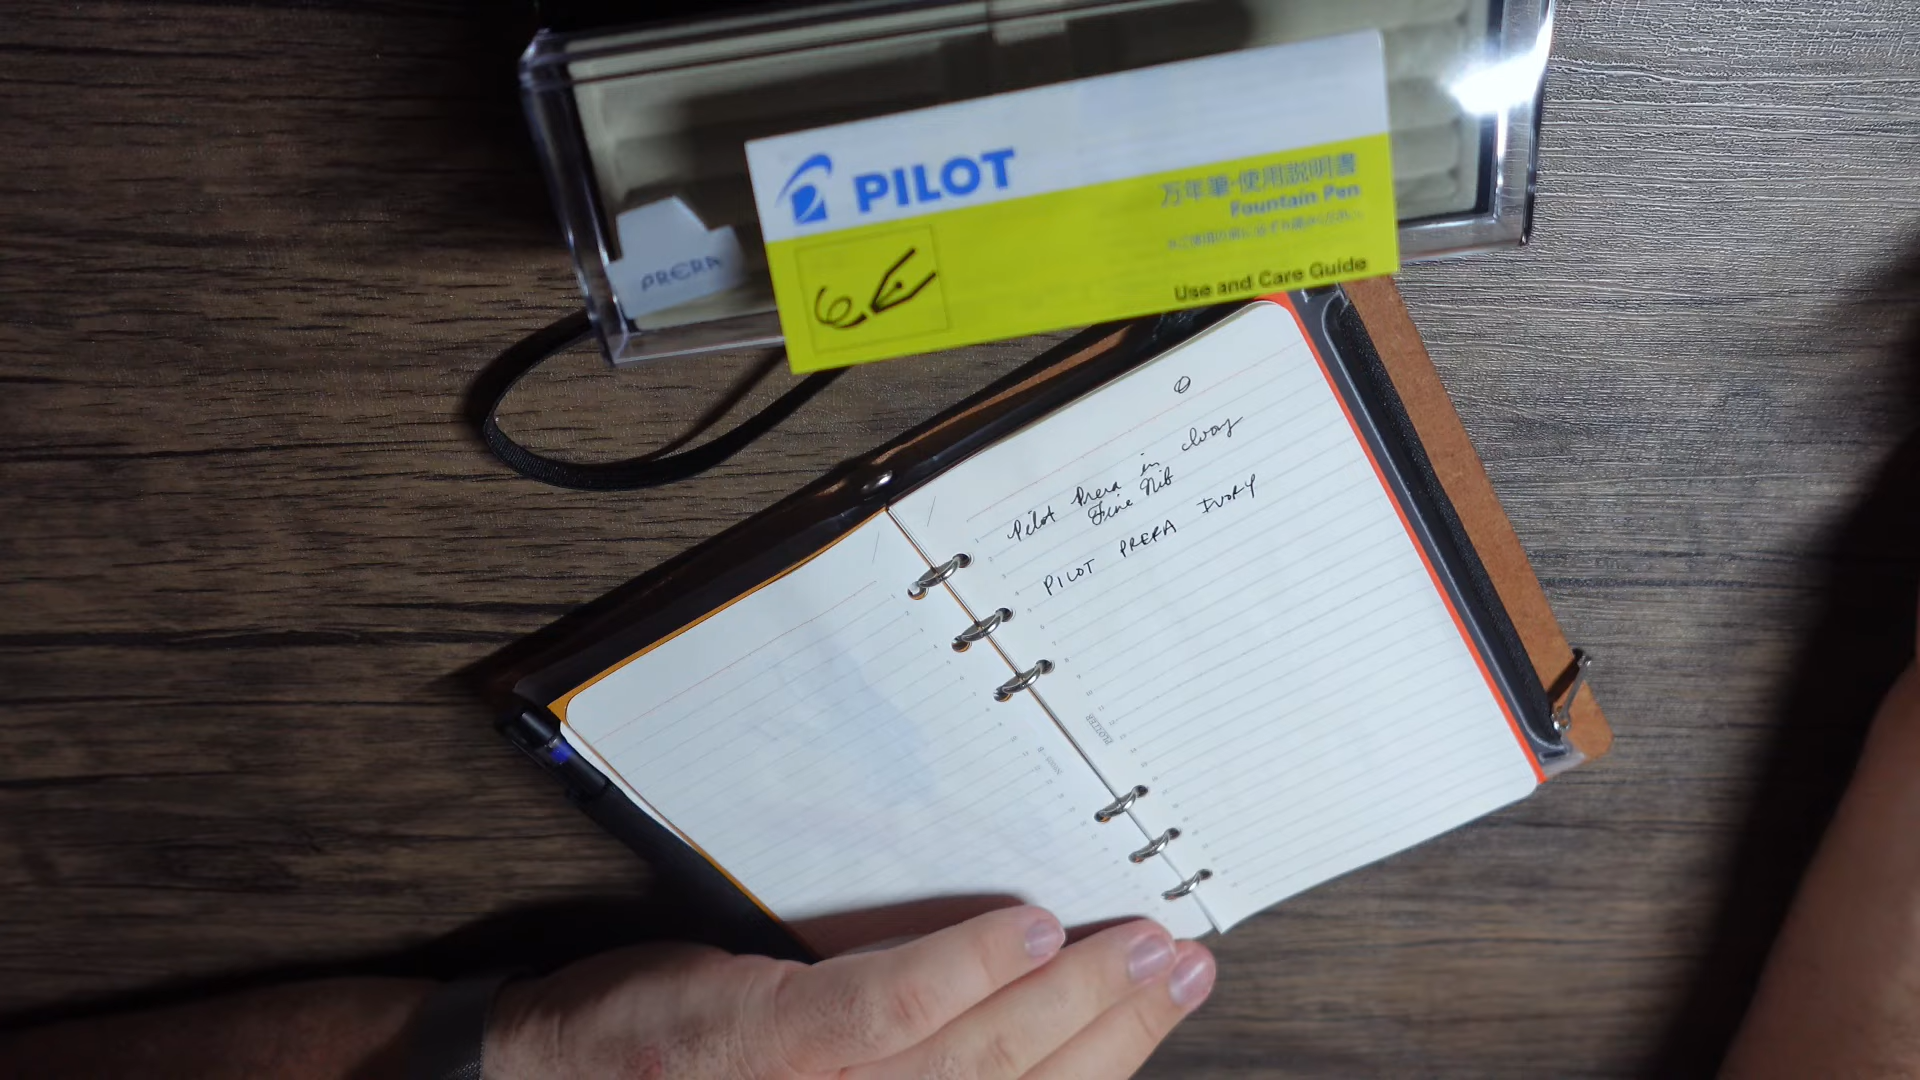 PILOT
万年筆・使用説明書
Fountain Pen
Use and Care Guide
PRERA
Pilot Prera in Ivory
Fine Nib
PILOT PRERA IVORY
PLOTTER